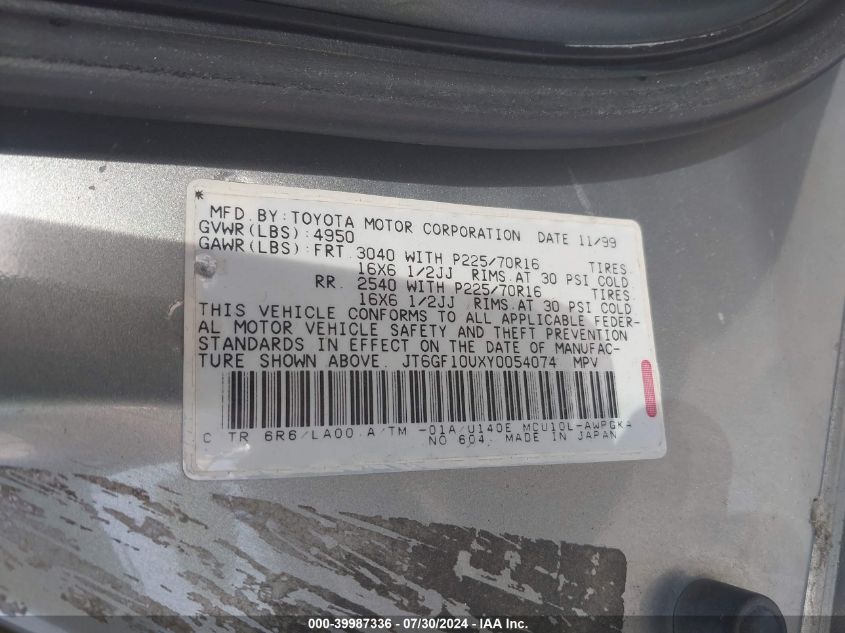 *
MFD.BY:TOYOTA MOTOR CORPORATION DATE 11/99
GVWR(LBS):4950
GAWR(LBS):FRT 3040 WITH P225/70R16 TIRES.
16X6 1/2JJ RIMS.AT 30 PSI COLD.
RR. 2540 WITH P225/70R16 TIRES.
16X6 1/2JJ RIMS.AT 30 PSI COLD.
THIS VEHICLE CONFORMS TO ALL APPLICABLE FEDER-
AL MOTOR VEHICLE SAFETY AND THEFT PREVENTION
STANDARDS IN EFFECT ON THE DATE OF MANUFAC-
TURE SHOWN ABOVE. JT6GF10UXY0054074 MPV
C TR 6R6/LA00 A/TM -01A/U140E MCU10L-AWPGKA
NO 604. MADE IN JAPAN
000-39987336 - 07/30/2024 - IAA Inc.